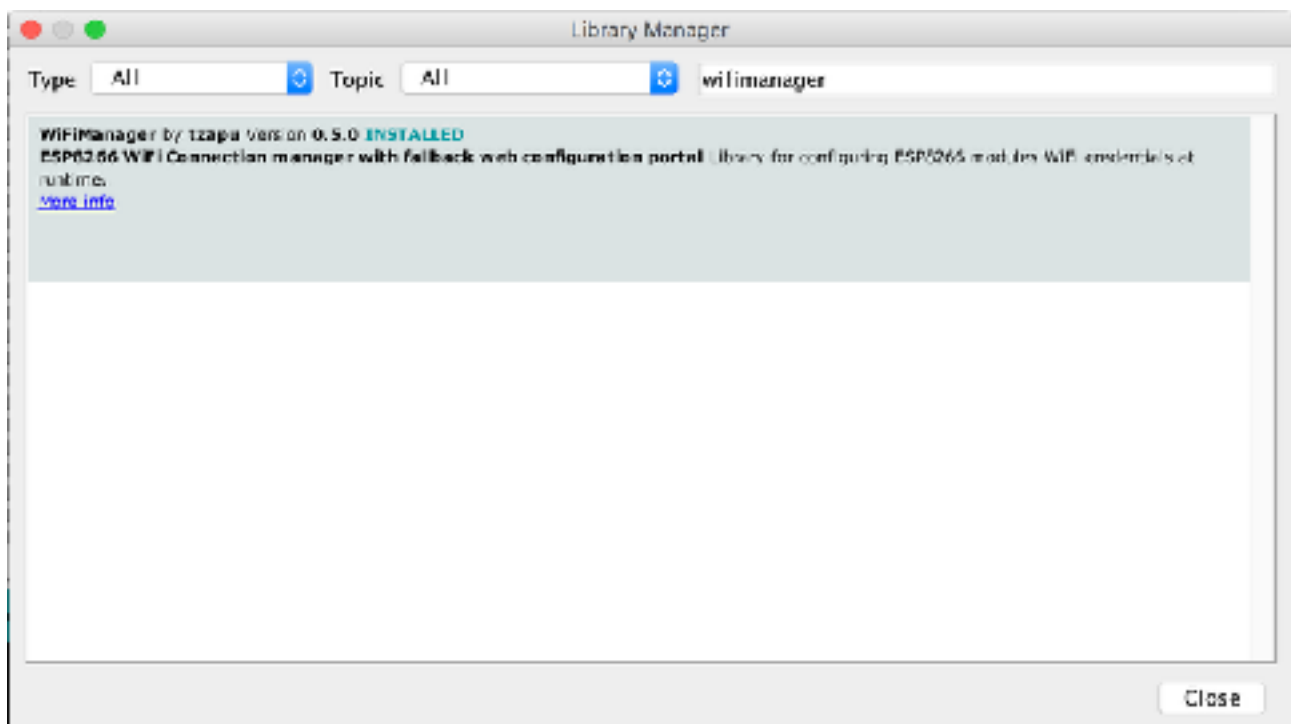 Library Manager
Type All Topic All wifimanager
WiFiManager by tzapu Version 0.5.0 INSTALLED
ESP8266 WiFi Connection manager with fallback web configuration portal Library for configuring ESP8266 modules WiFi credentials at
runtime.
More info
Close